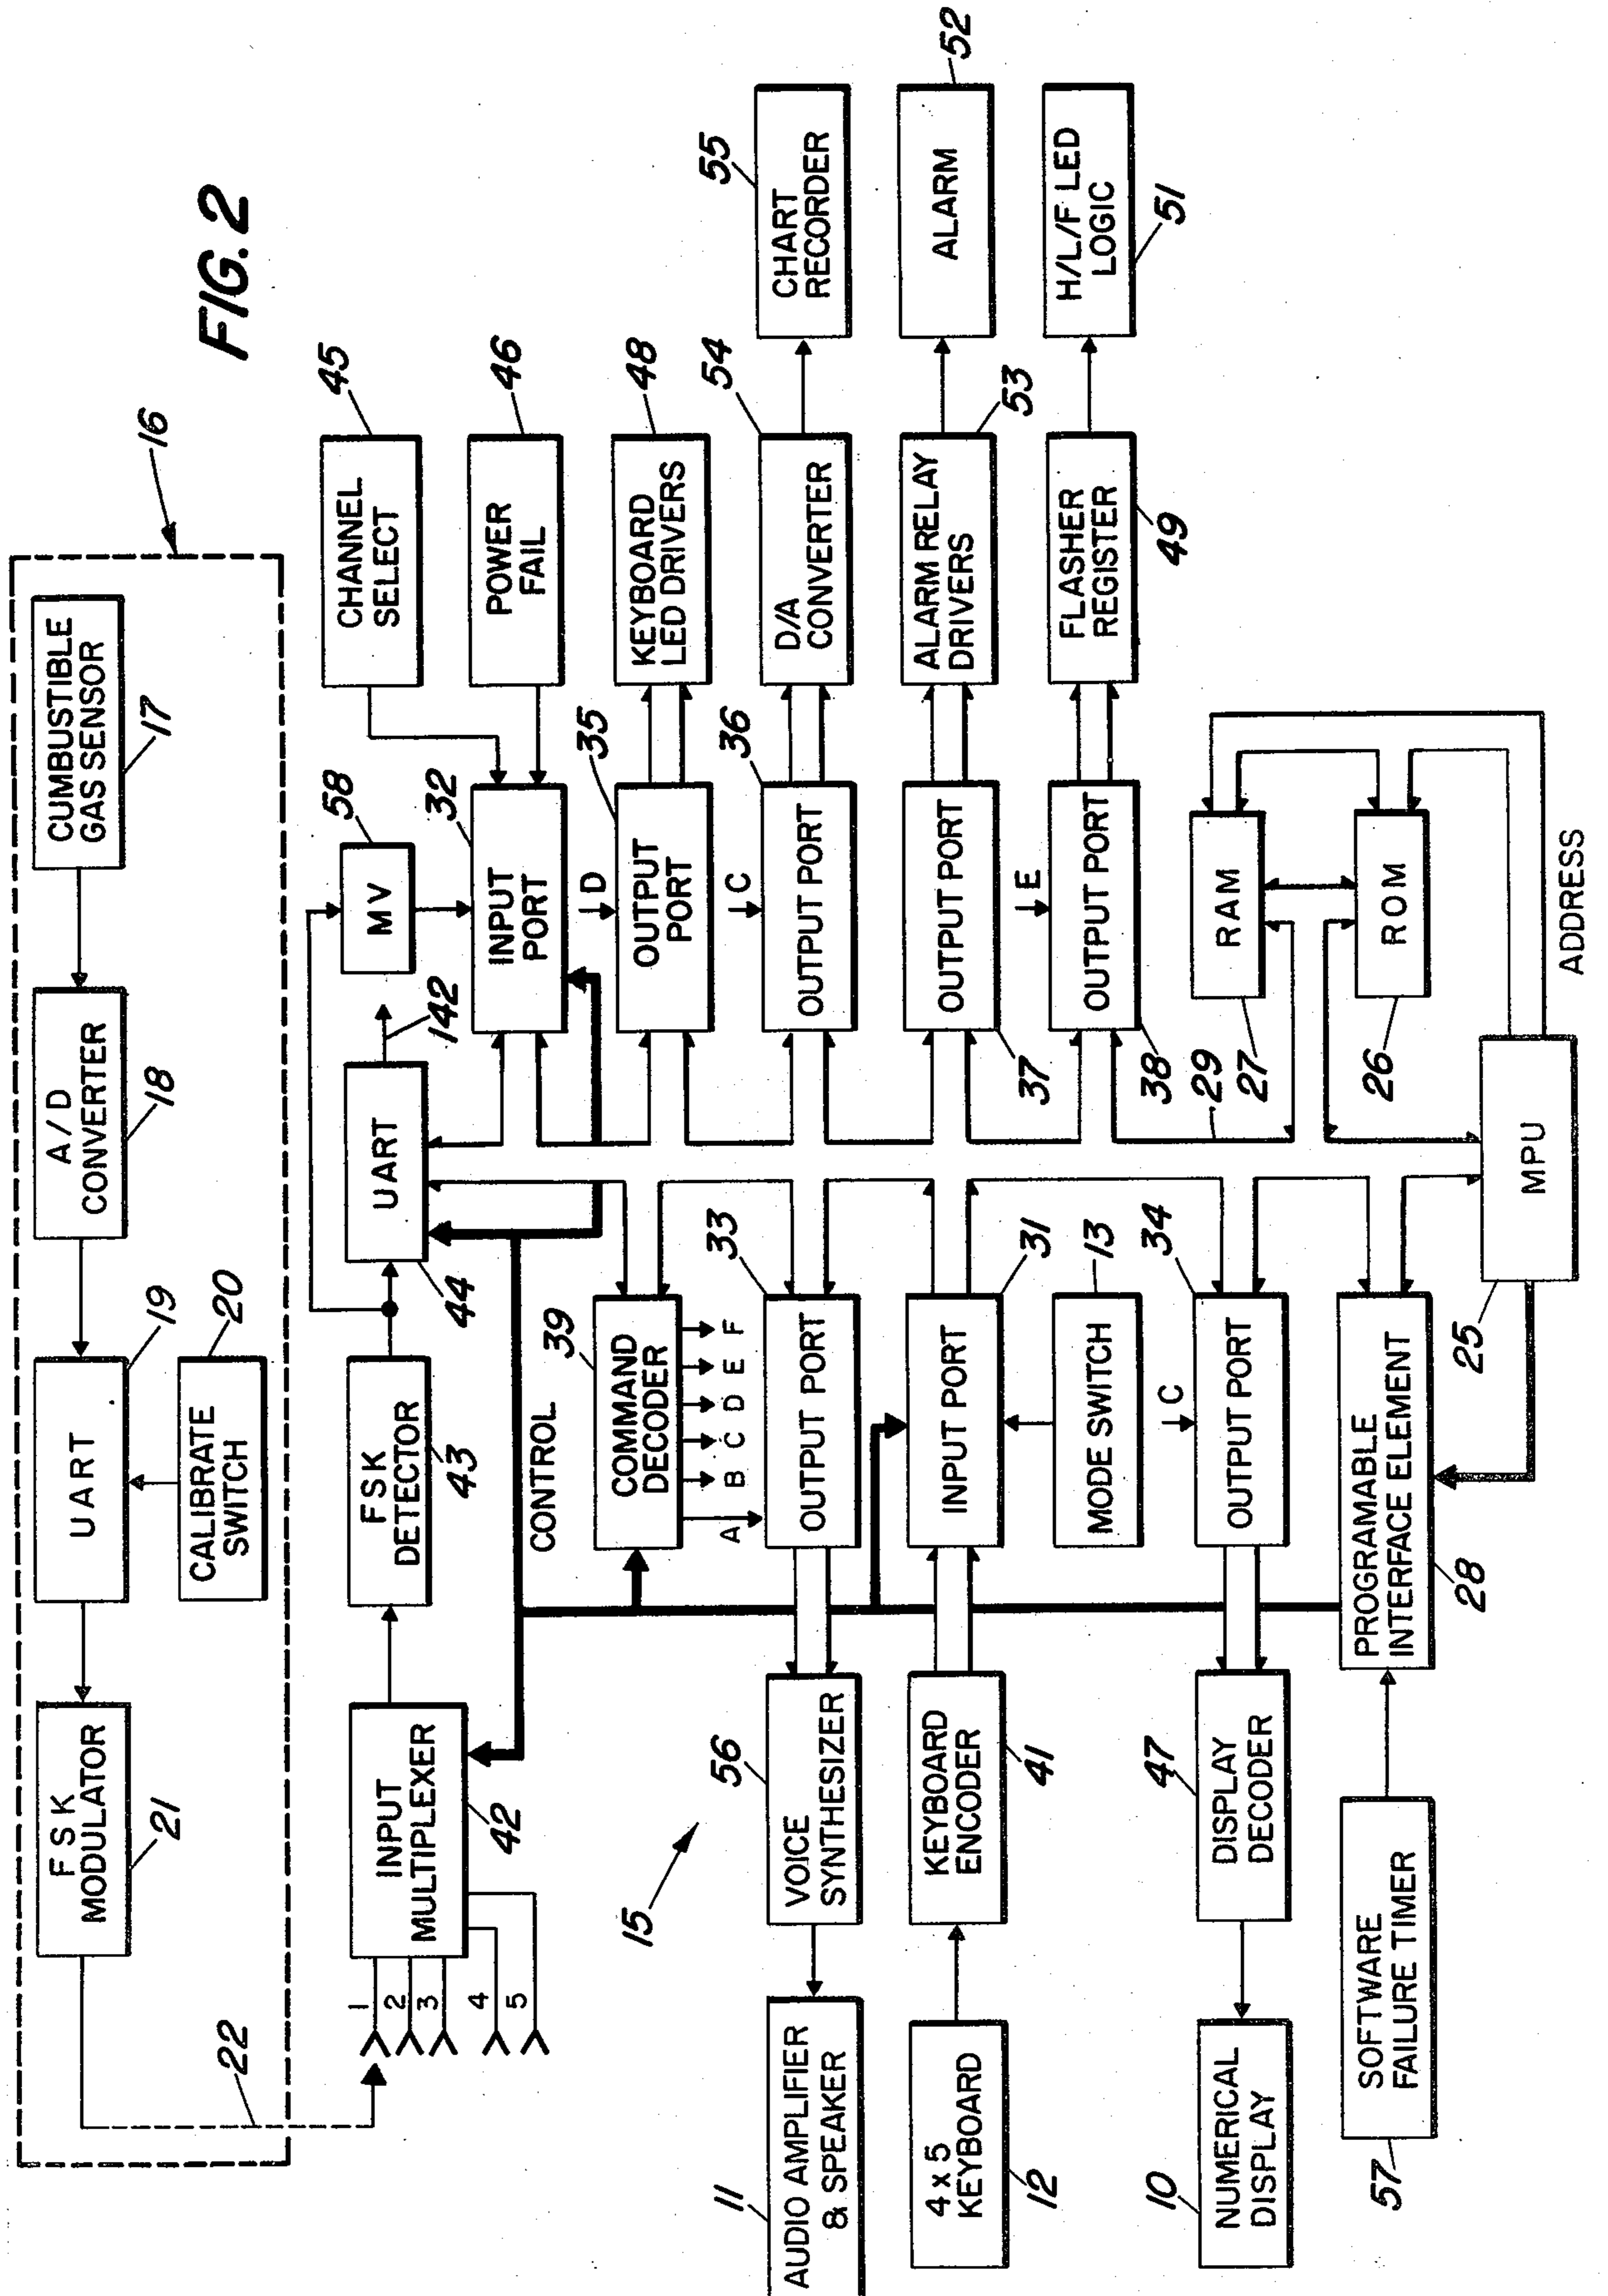 FIG. 2
16
CUMBUSTIBLE
GAS SENSOR
17
A/D
CONVERTER
18
UART
19
CALIBRATE
SWITCH
20
FSK
MODULATOR
21
22
CHANNEL
SELECT
45
POWER
FAIL
46
MV
58
INPUT
PORT
32
142
UART
44
FSK
DETECTOR
43
INPUT
MULTIPLEXER
42
1
2
3
4
5
CONTROL
KEYBOARD
LED DRIVERS
48
OUTPUT
PORT
35
D
COMMAND
DECODER
39
A
B
C
D
E
F
CHART
RECORDER
55
D/A
CONVERTER
54
OUTPUT PORT
36
C
OUTPUT PORT
33
VOICE
SYNTHESIZER
56
AUDIO AMPLIFIER
& SPEAKER
11
15
ALARM
52
ALARM RELAY
DRIVERS
53
OUTPUT PORT
37
INPUT PORT
31
KEYBOARD
ENCODER
41
4 x 5
KEYBOARD
12
H/L/F LED
LOGIC
51
FLASHER
REGISTER
49
OUTPUT PORT
38
E
MODE SWITCH
13
29
RAM
27
OUTPUT PORT
34
C
DISPLAY
DECODER
47
NUMERICAL
DISPLAY
10
ROM
26
PROGRAMABLE
INTERFACE ELEMENT
28
SOFTWARE
FAILURE TIMER
57
MPU
25
ADDRESS